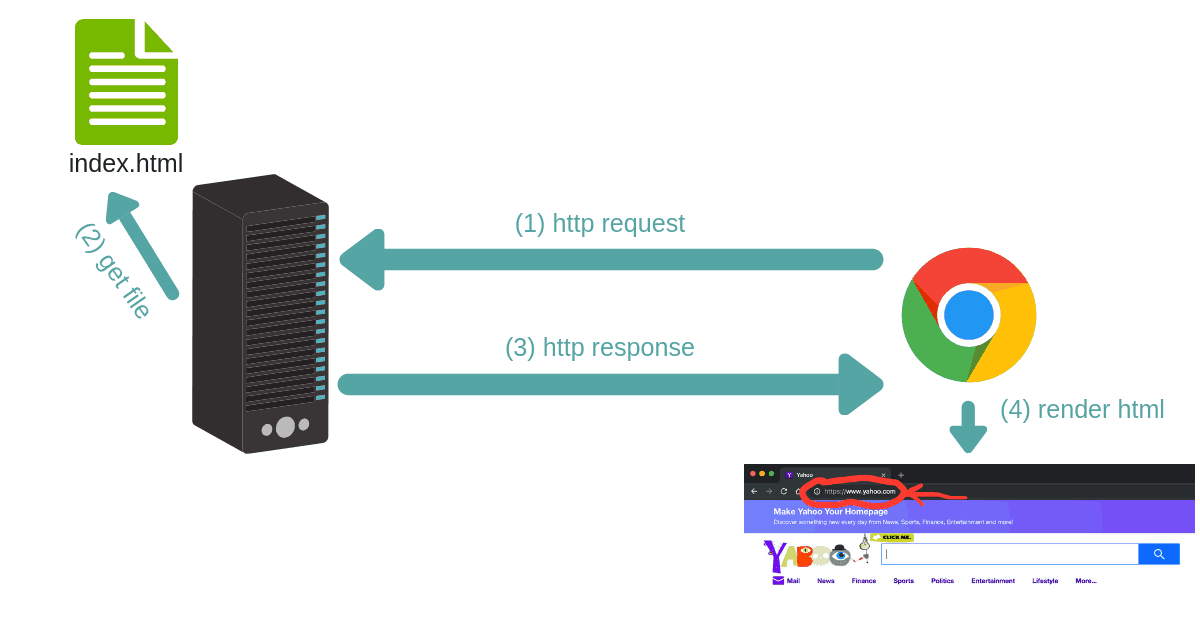 index.html
(1) http request
(2) get file
(3) http response
(4) render html
Yahoo
https://www.yahoo.com
Make Yahoo Your Homepage
Discover something new every day from News, Sports, Finance, Entertainment and more!
CLICK ME.
Mail News Finance Sports Politics Entertainment Lifestyle More...